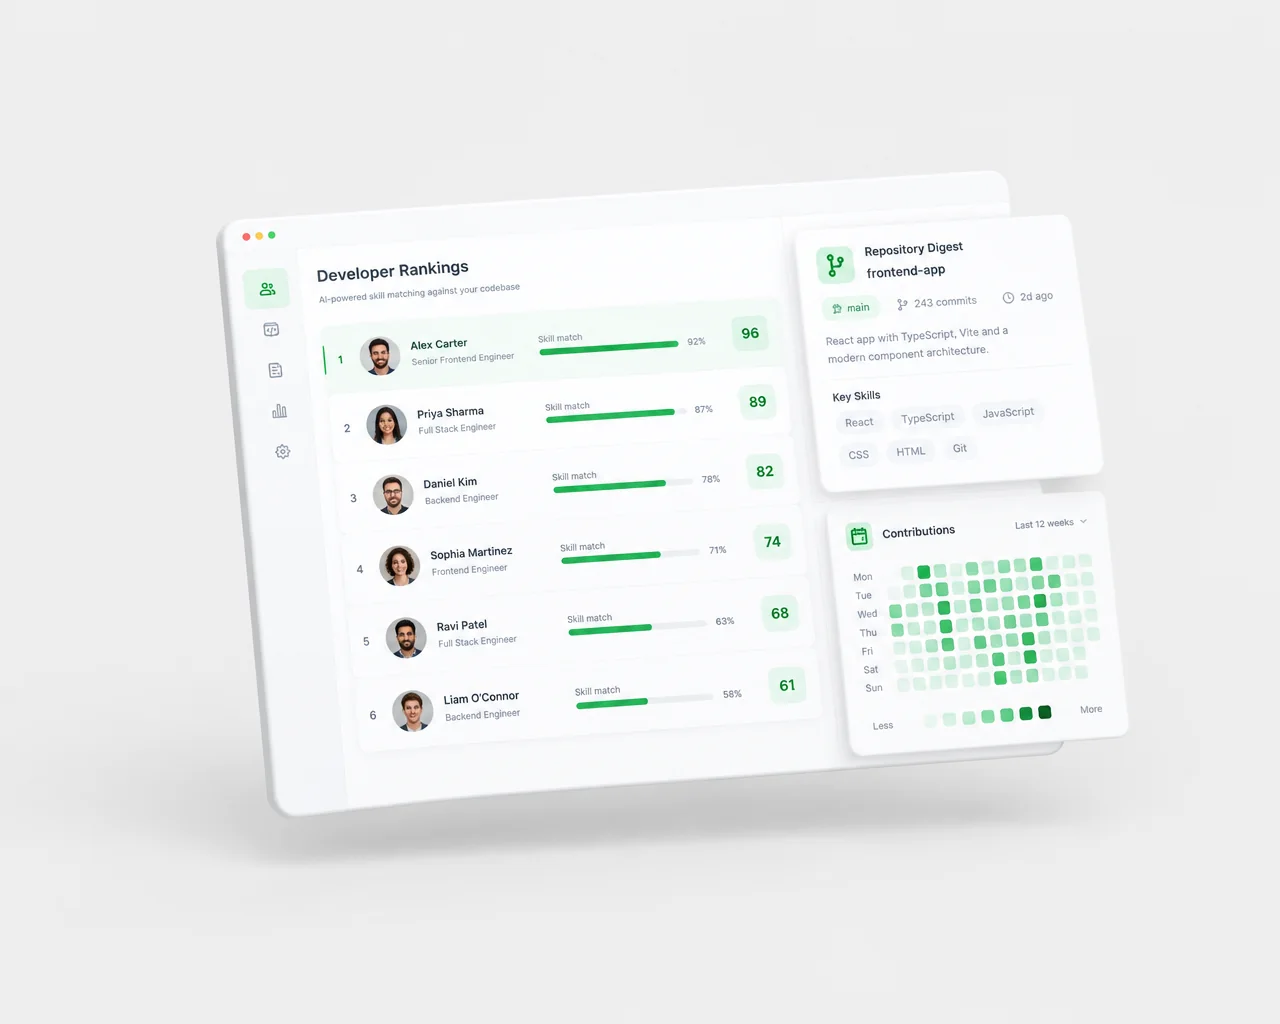 Developer Rankings
AI-powered skill matching against your codebase
1
Alex Carter
Senior Frontend Engineer
Skill match
92%
96
2
Priya Sharma
Full Stack Engineer
Skill match
87%
89
3
Daniel Kim
Backend Engineer
Skill match
78%
82
4
Sophia Martinez
Frontend Engineer
Skill match
71%
74
5
Ravi Patel
Full Stack Engineer
Skill match
63%
68
6
Liam O'Connor
Backend Engineer
Skill match
58%
61
Repository Digest
frontend-app
main
243 commits
2d ago
React app with TypeScript, Vite and a
modern component architecture.
Key Skills
React
TypeScript
JavaScript
CSS
HTML
Git
Contributions
Last 12 weeks
Mon
Tue
Wed
Thu
Fri
Sat
Sun
Less
More